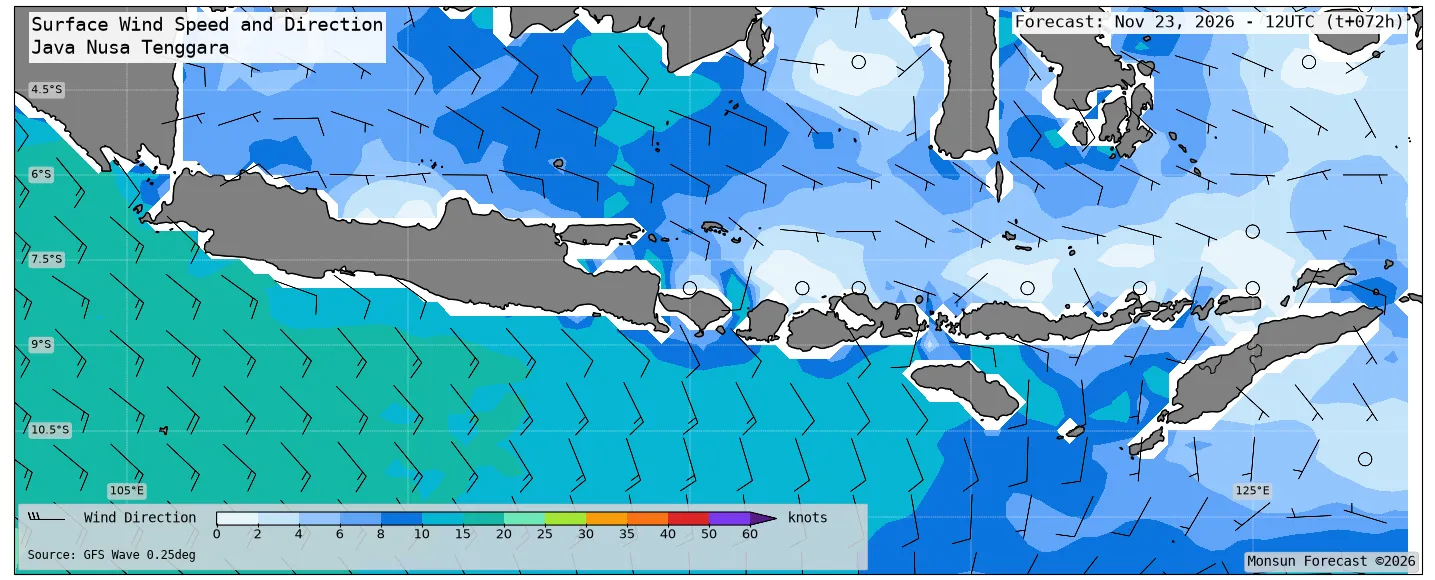 Surface Wind Speed and Direction
Java Nusa Tenggara
Forecast: Nov 23, 2026 - 12UTC (t+072h)
4.5°S
6°S
7.5°S
9°S
10.5°S
105°E
125°E
Wind Direction
0 2 4 6 8 10 15 20 25 30 35 40 50 60
knots
Source: GFS Wave 0.25deg
Monsun Forecast ©2026